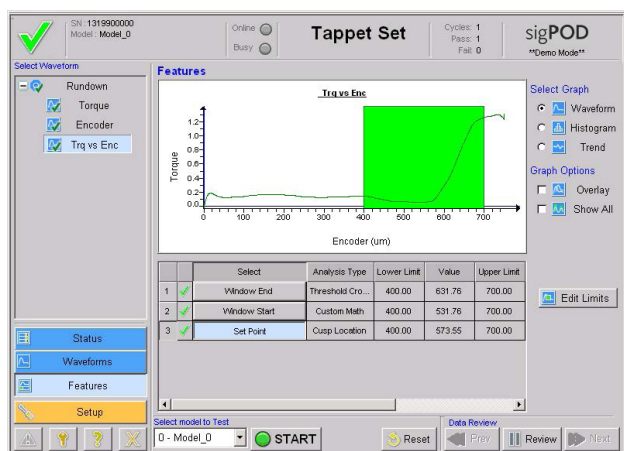 SN : 1319900000
Model : Model_0
Online
Busy
Tappet Set
Cycles: 1
Pass: 1
Fail: 0
sigPOD
**Demo Mode**
Select Waveform
Rundown
Torque
Encoder
Trq vs Enc
Features
Trq vs Enc
Torque
1.2
1.0
0.8
0.6
0.4
0.2
0.0
0 100 200 300 400 500 600 700
Encoder (um)
Select Graph
Waveform
Histogram
Trend
Graph Options
Overlay
Show All
Select Analysis Type Lower Limit Value Upper Limit
1 Window End Threshold Cro... 400.00 631.76 700.00
2 Window Start Custom Math 400.00 531.76 700.00
3 Set Point Cusp Location 400.00 573.55 700.00
Edit Limits
Status
Waveforms
Features
Setup
Select model to Test
0 - Model_0
START
Reset
Data Review
Prev
Review
Next